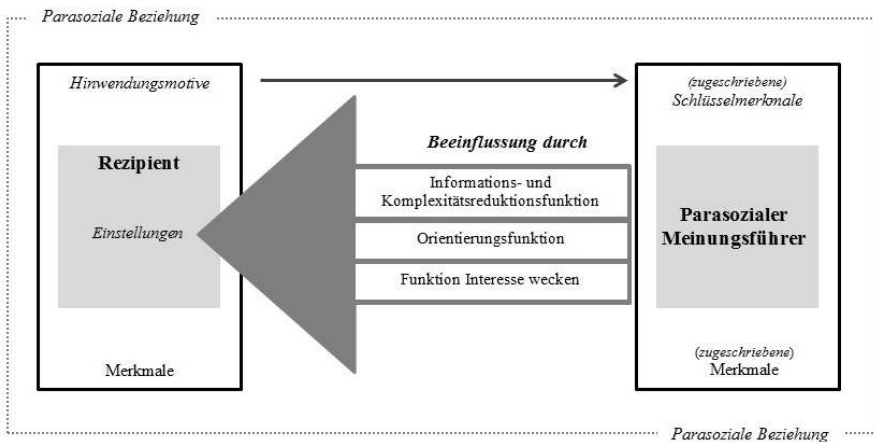 Parasoziale Beziehung
Hinwendungsmotive
Rezipient
Einstellungen
Merkmale
Beeinflussung durch
Informations- und
Komplexitätsreduktionsfunktion
Orientierungsfunktion
Funktion Interesse wecken
(zugeschriebene)
Schlüsselmerkmale
Parasozialer
Meinungsführer
(zugeschriebene)
Merkmale
Parasoziale Beziehung